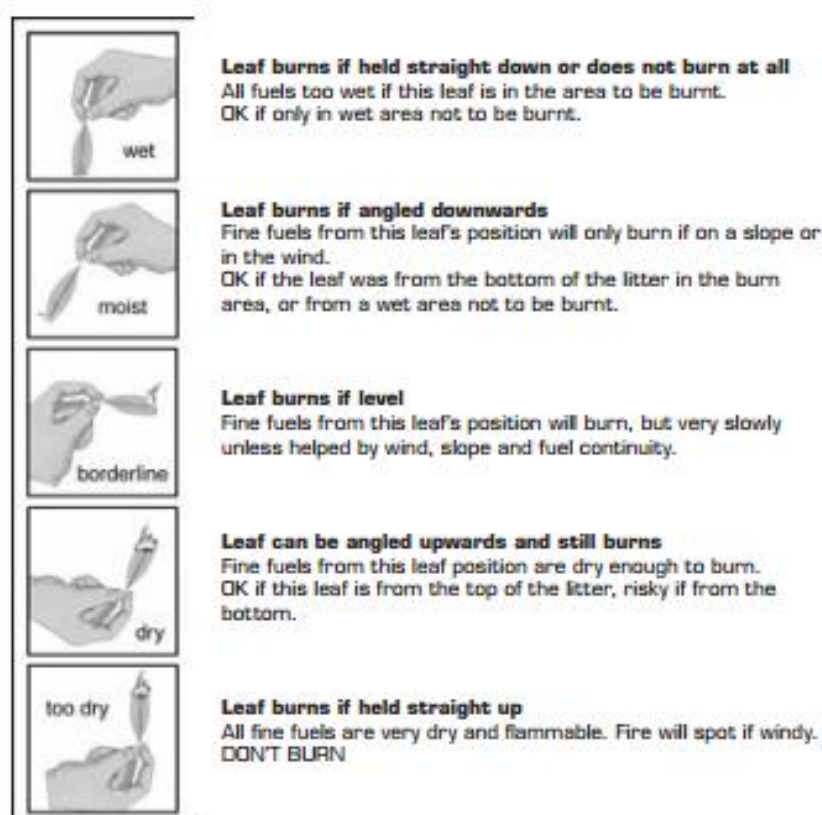 wet
Leaf burns if held straight down or does not burn at all
All fuels too wet if this leaf is in the area to be burnt.
OK if only in wet area not to be burnt.
moist
Leaf burns if angled downwards
Fine fuels from this leaf's position will only burn if on a slope or
in the wind.
OK if the leaf was from the bottom of the litter in the burn
area, or from a wet area not to be burnt.
borderline
Leaf burns if level
Fine fuels from this leaf's position will burn, but very slowly
unless helped by wind, slope and fuel continuity.
dry
Leaf can be angled upwards and still burns
Fine fuels from this leaf position are dry enough to burn.
OK if this leaf is from the top of the litter, risky if from the
bottom.
too dry
Leaf burns if held straight up
All fine fuels are very dry and flammable. Fire will spot if windy.
DON'T BURN